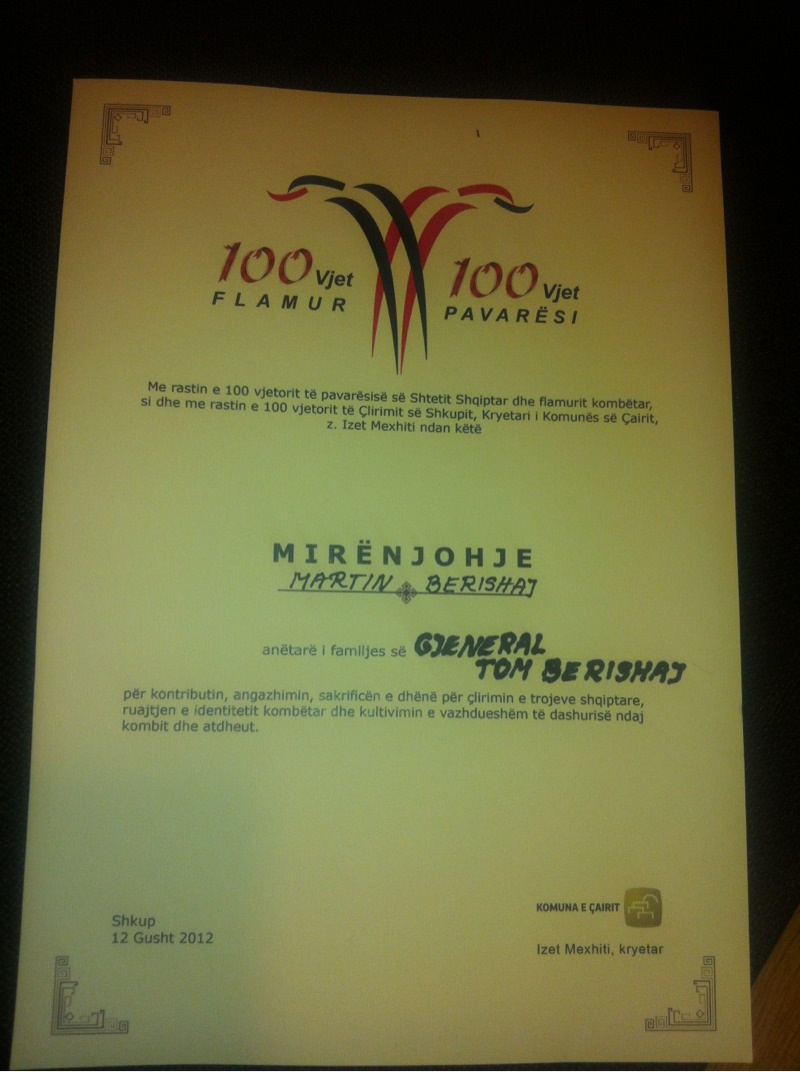 100 Vjet
FLAMUR
100 Vjet
PAVARËSI
Me rastin e 100 vjetorit të pavarësisë së Shtetit Shqiptar dhe flamurit kombëtar,
si dhe me rastin e 100 vjetorit të Çlirimit së Shkupit, Kryetari i Komunës së Çairit,
z. Izet Mexhiti ndan këtë
MIRËNJOHJE
MARTIN BERISHAJ
anëtarë i familjes së GJENERAL
TOM BERISHAJ
për kontributin, angazhimin, sakrificën e dhënë për çlirimin e trojeve shqiptare,
ruajtjen e identitetit kombëtar dhe kultivimin e vazhdueshëm të dashurisë ndaj
kombit dhe atdheut.
Shkup
12 Gusht 2012
KOMUNA E ÇAIRIT
Izet Mexhiti, kryetar